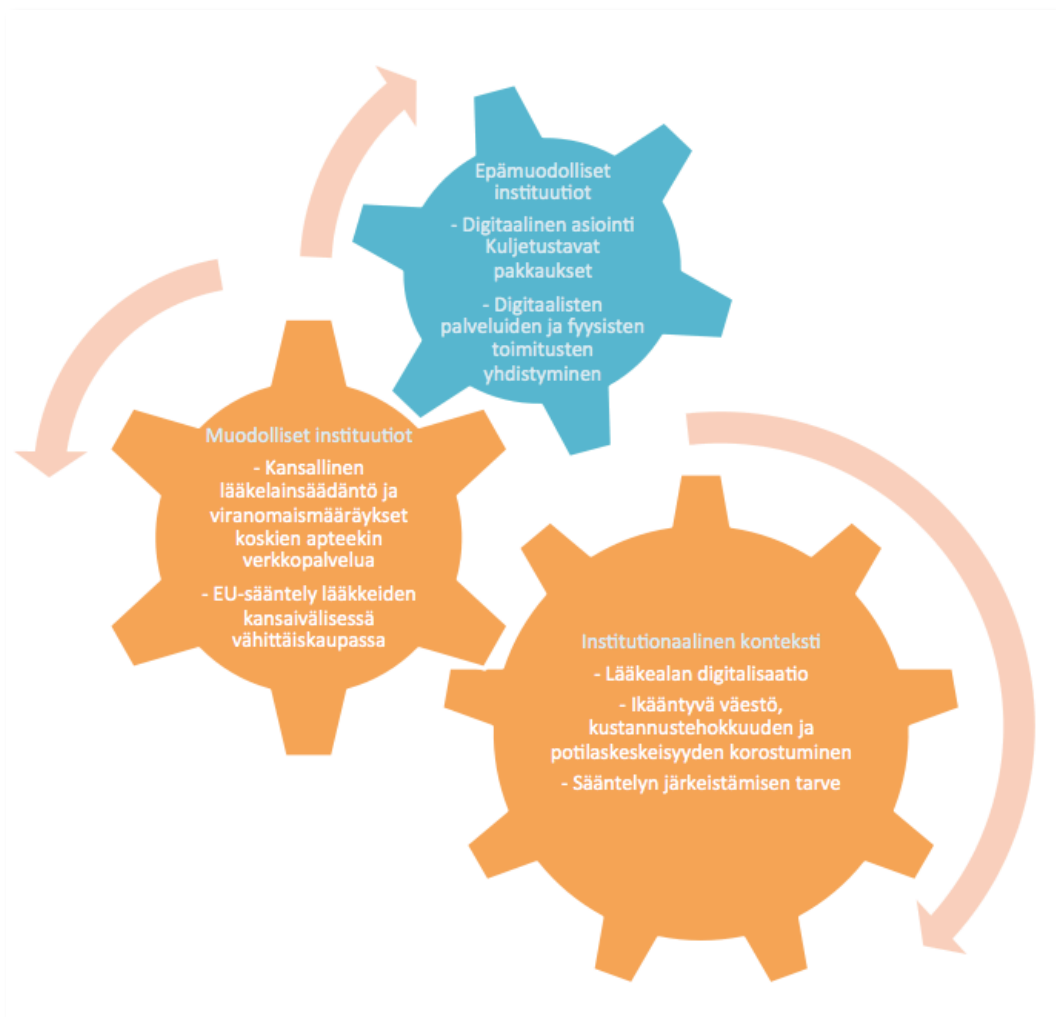 Epämuodolliset
instituutiot
- Digitaalinen asiointi
Kuljetustavat
pakkaukset
- Digitaalisten
palveluiden ja fyysisten
toimitusten
yhdistyminen
Muodolliset instituutiot
- Kansallinen
lääkelainsäädäntö ja
viranomaismääräykset
koskien apteekin
verkkopalvelua
- EU-sääntely lääkkeiden
kansaivälisessä
vähittäiskaupassa
Institutionaalinen konteksti
- Lääkealan digitalisaatio
- Ikääntyvä väestö,
kustannustehokkuuden ja
potilaskeskeisyyden korostuminen
- Sääntelyn järkeistämisen tarve